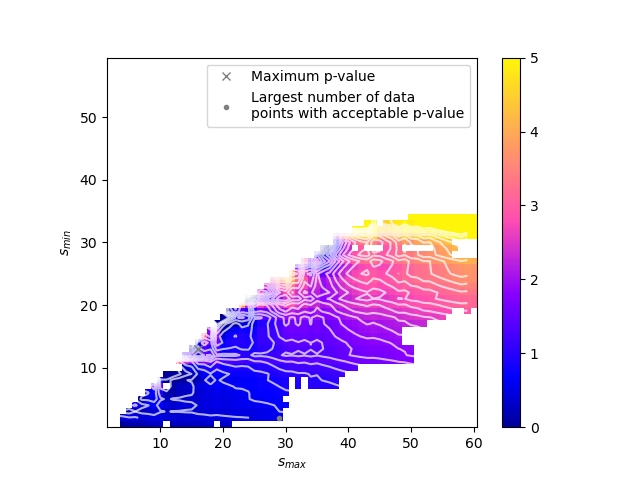 Maximum p-value
Largest number of data
points with acceptable p-value
5
4
3
2
1
0
50
40
30
20
10
s_min
10 20 30 40 50 60
s_max